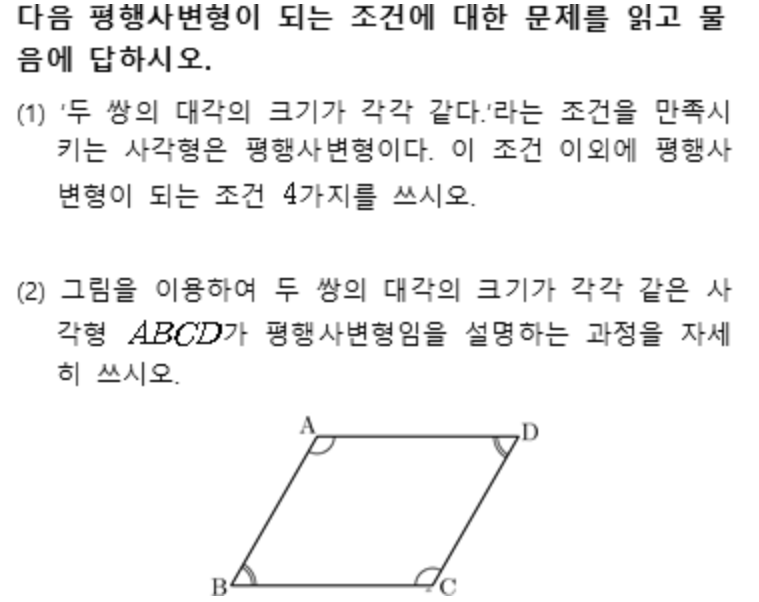 다음 평행사변형이 되는 조건에 대한 문제를 읽고 물
음에 답하시오.
(1) '두 쌍의 대각의 크기가 각각 같다.'라는 조건을 만족시
키는 사각형은 평행사변형이다. 이 조건 이외에 평행사
변형이 되는 조건 4가지를 쓰시오.
(2) 그림을 이용하여 두 쌍의 대각의 크기가 각각 같은 사
각형 ABCD가 평행사변형임을 설명하는 과정을 자세
히 쓰시오.
A
D
B
C